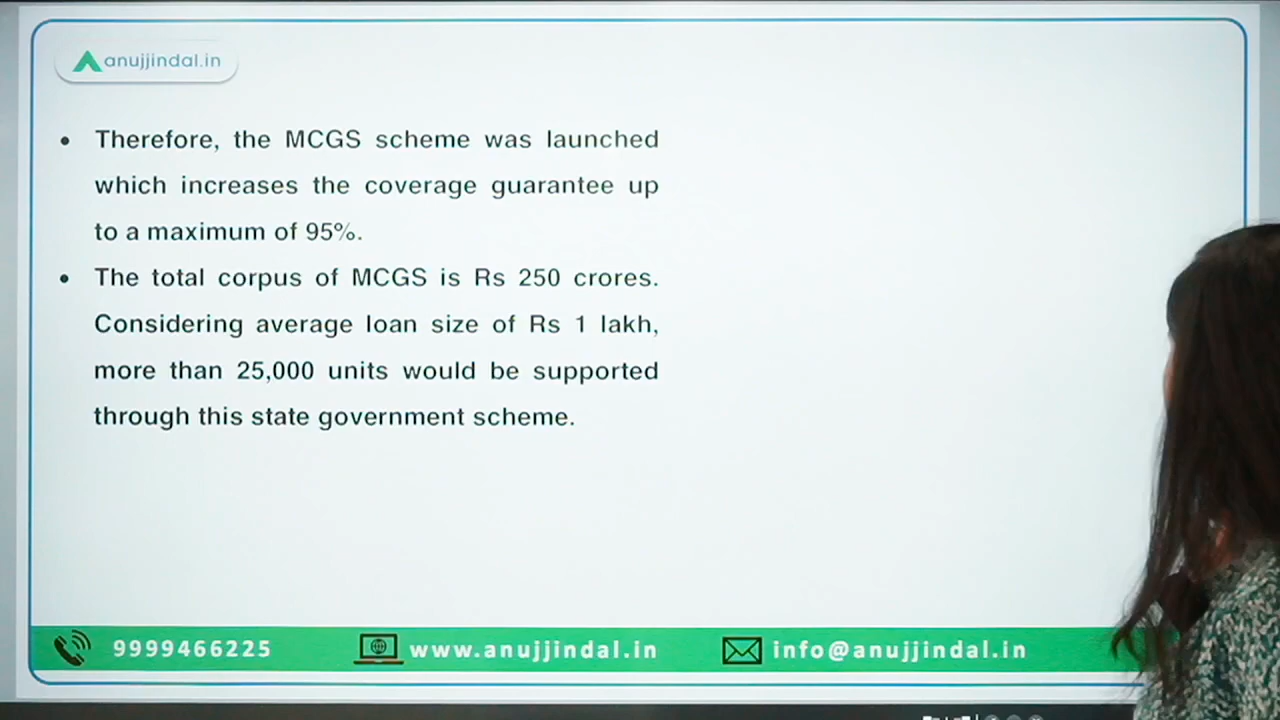 anujjindal.in
• Therefore, the MCGS scheme was launched
which increases the coverage guarantee up
to a maximum of 95%.
• The total corpus of MCGS is Rs 250 crores.
Considering average loan size of Rs 1 lakh,
more than 25,000 units would be supported
through this state government scheme.
9999466225 www.anujjindal.in info@anujjindal.in